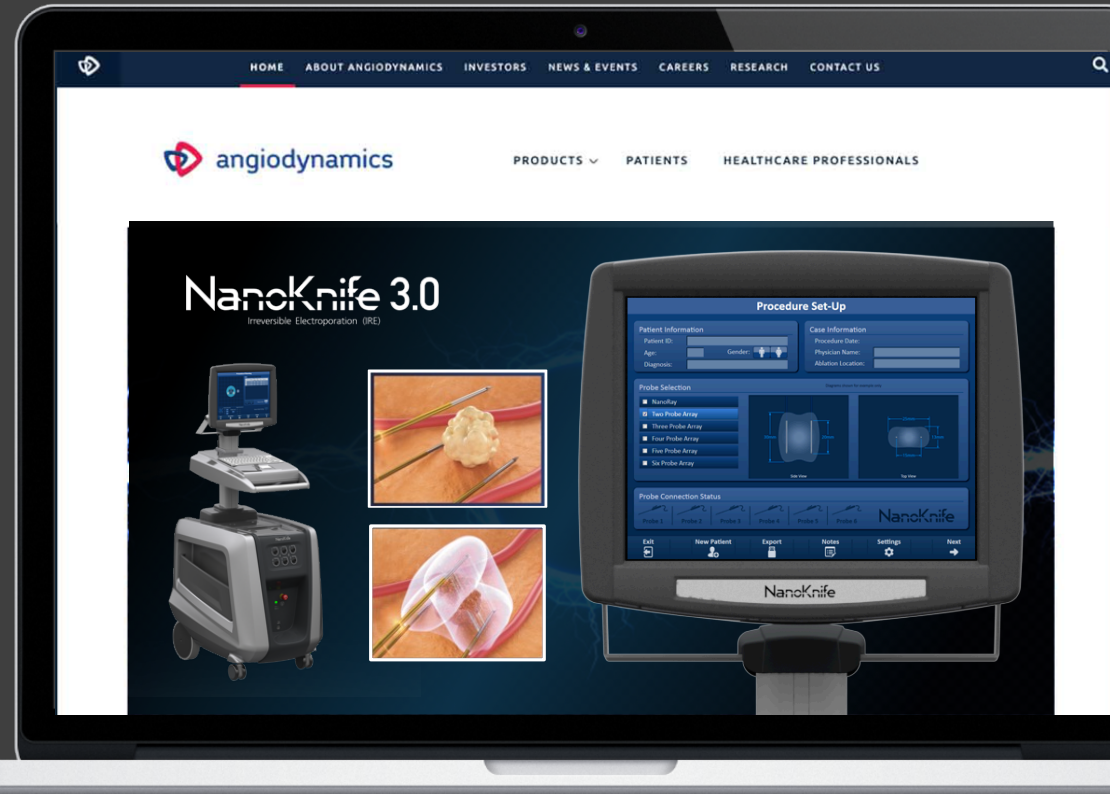 HOME ABOUT ANGIODYNAMICS INVESTORS NEWS & EVENTS CAREERS RESEARCH CONTACT US
angiodynamics
PRODUCTS PATIENTS HEALTHCARE PROFESSIONALS
NanoKnife 3.0
Irreversible Electroporation (IRE)
Procedure Set-Up
Patient Information
Patient ID:
Age: Gender:
Diagnosis:
Case Information
Procedure Date:
Physician Name:
Ablation Location:
Probe Selection
NanoRay
Two Probe Array
Three Probe Array
Four Probe Array
Five Probe Array
Six Probe Array
Side View
Top View
Probe Connection Status
Probe 1 Probe 2 Probe 3 Probe 4 Probe 5 Probe 6
NanoKnife
Exit New Patient Export Notes Settings Next
NanoKnife